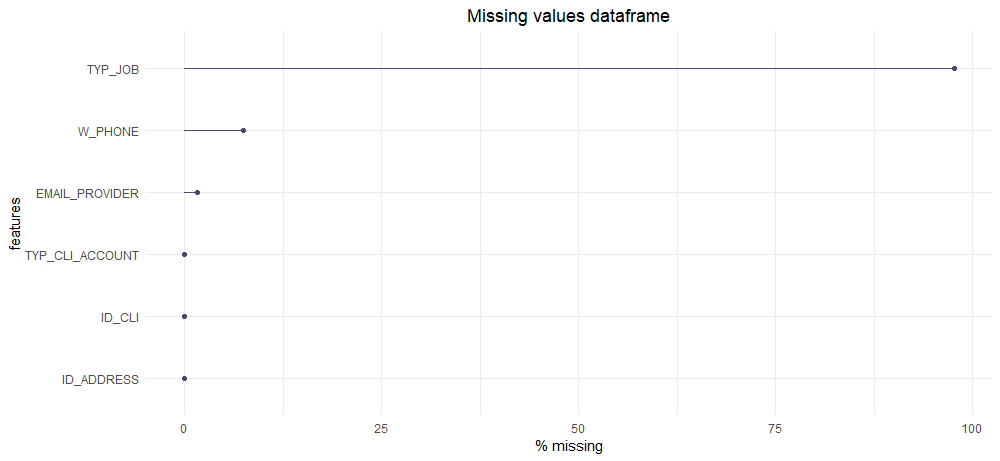 Missing values dataframe
features
TYP_JOB
W_PHONE
EMAIL_PROVIDER
TYP_CLI_ACCOUNT
ID_CLI
ID_ADDRESS
0 25 50 75 100
% missing